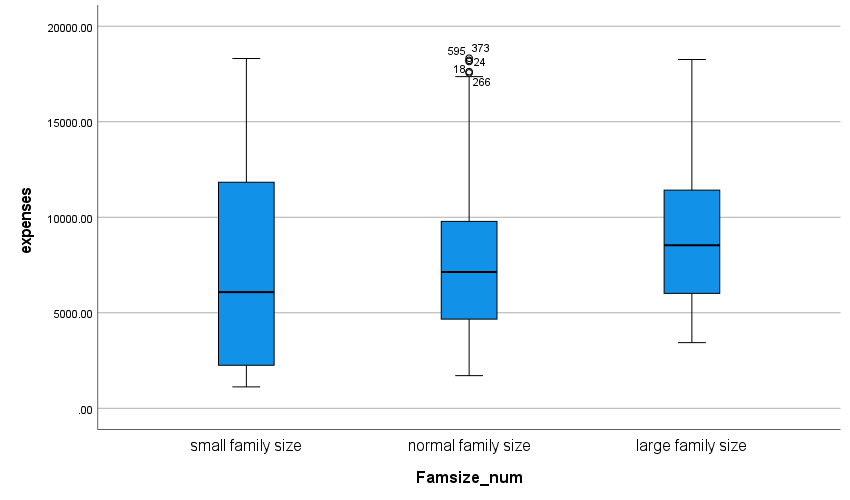 20000.00
15000.00
10000.00
5000.00
.00
expenses
595 373
24
18
266
small family size
normal family size
large family size
Famsize_num